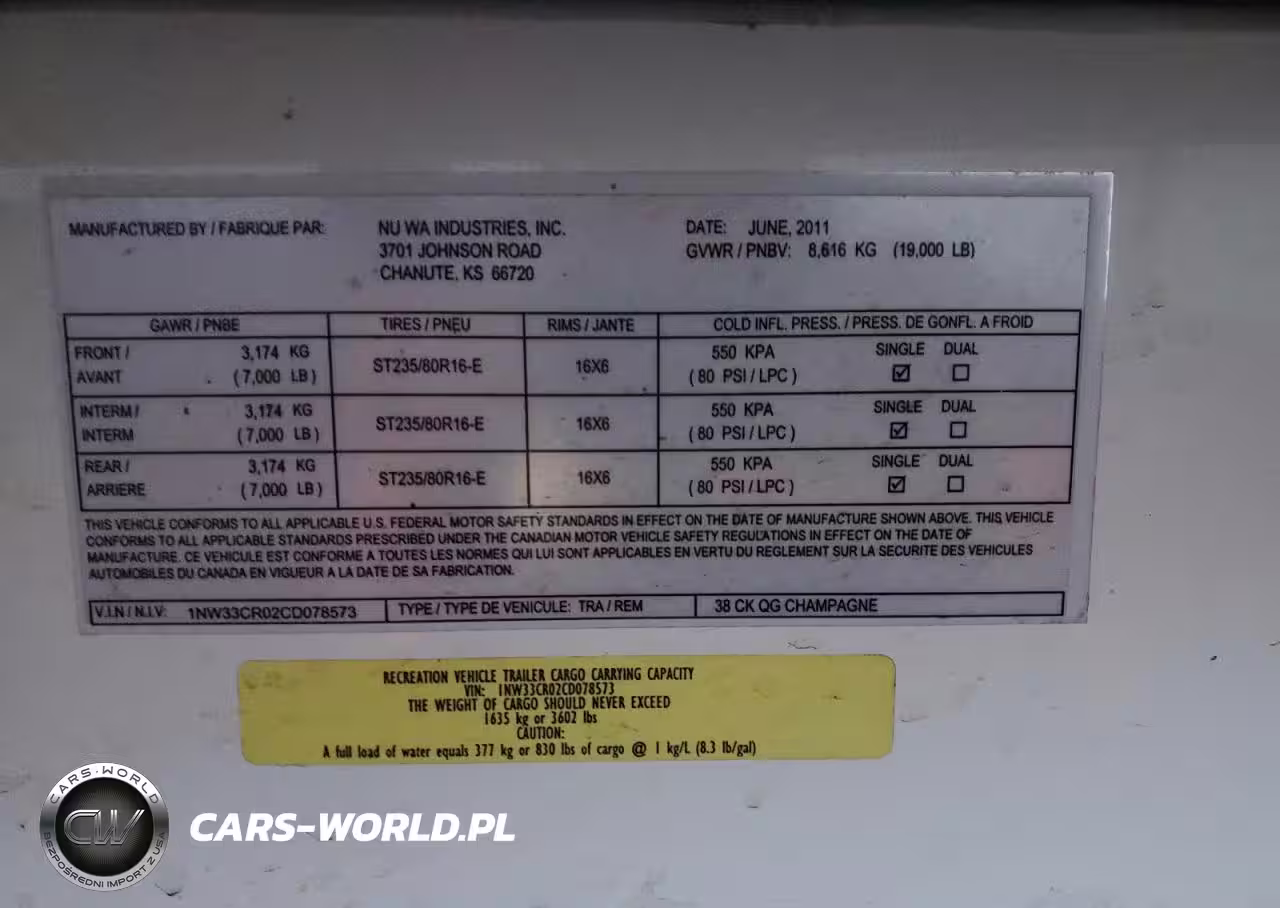 MANUFACTURED BY / FABRIQUE PAR: NU WA INDUSTRIES, INC. DATE: JUNE, 2011
3701 JOHNSON ROAD GVWR / PNBV: 8,616 KG (19,000 LB)
CHANUTE, KS 66720
GAWR / PNBE TIRES / PNEU RIMS / JANTE COLD INFL. PRESS. / PRESS. DE GONFL. A FROID
FRONT / 3,174 KG ST235/80R16-E 16X6 550 KPA SINGLE DUAL
AVANT (7,000 LB) (80 PSI / LPC)
INTERM / 3,174 KG ST235/80R16-E 16X6 550 KPA SINGLE DUAL
INTERM (7,000 LB) (80 PSI / LPC)
REAR / 3,174 KG ST235/80R16-E 16X6 550 KPA SINGLE DUAL
ARRIERE (7,000 LB) (80 PSI / LPC)
THIS VEHICLE CONFORMS TO ALL APPLICABLE U.S. FEDERAL MOTOR SAFETY STANDARDS IN EFFECT ON THE DATE OF MANUFACTURE SHOWN ABOVE. THIS VEHICLE
CONFORMS TO ALL APPLICABLE STANDARDS PRESCRIBED UNDER THE CANADIAN MOTOR VEHICLE SAFETY REGULATIONS IN EFFECT ON THE DATE OF
MANUFACTURE. CE VEHICULE EST CONFORME A TOUTES LES NORMES QUI LUI SONT APPLICABLES EN VERTU DU REGLEMENT SUR LA SECURITE DES VEHICULES
AUTOMOBILES DU CANADA EN VIGUEUR A LA DATE DE SA FABRICATION.
V.I.N / N.I.V: 1NW33CR02CD078573 TYPE / TYPE DE VENICULE: TRA / REM 38 CK QG CHAMPAGNE
RECREATION VEHICLE TRAILER CARGO CARRYING CAPACITY
VIN: 1NW33CR02CD078573
THE WEIGHT OF CARGO SHOULD NEVER EXCEED
1635 kg or 3602 lbs
CAUTION:
A full load of water equals 377 kg or 830 lbs of cargo @ 1 kg/L (8.3 lb/gal)
CARS-WORLD
CW
BEZPOŚREDNI IMPORT Z USA
CARS-WORLD.PL